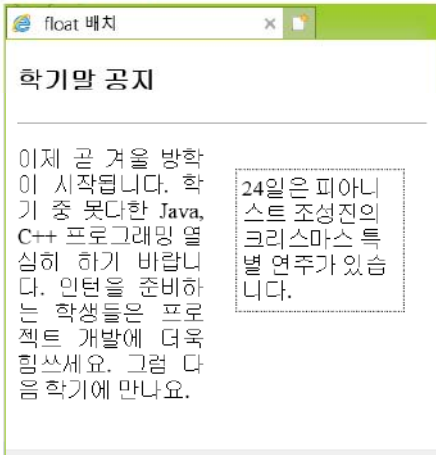 float 배치
학기말 공지
이제 곧 겨울 방학
이 시작됩니다. 학
기 중 못다한 Java,
C++ 프로그래밍 열
심히 하기 바랍니
다. 인턴을 준비하
는 학생들은 프로
젝트 개발에 더욱
힘쓰세요. 그럼 다
음 학기에 만나요.
24일은 피아니
스트 조성진의
크리스마스 특
별 연주가 있습
니다.